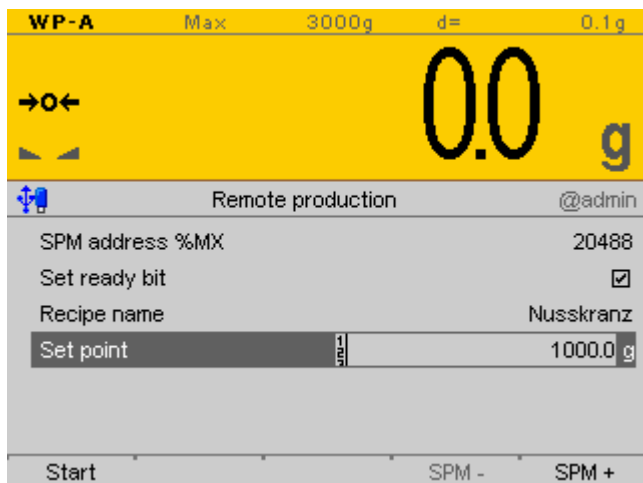 WP-A Max 3000g d= 0.1g
→0←
0.0 g
Remote production @admin
SPM address %MX 20488
Set ready bit
Recipe name Nusskranz
Set point 1000.0 g
Start SPM - SPM +